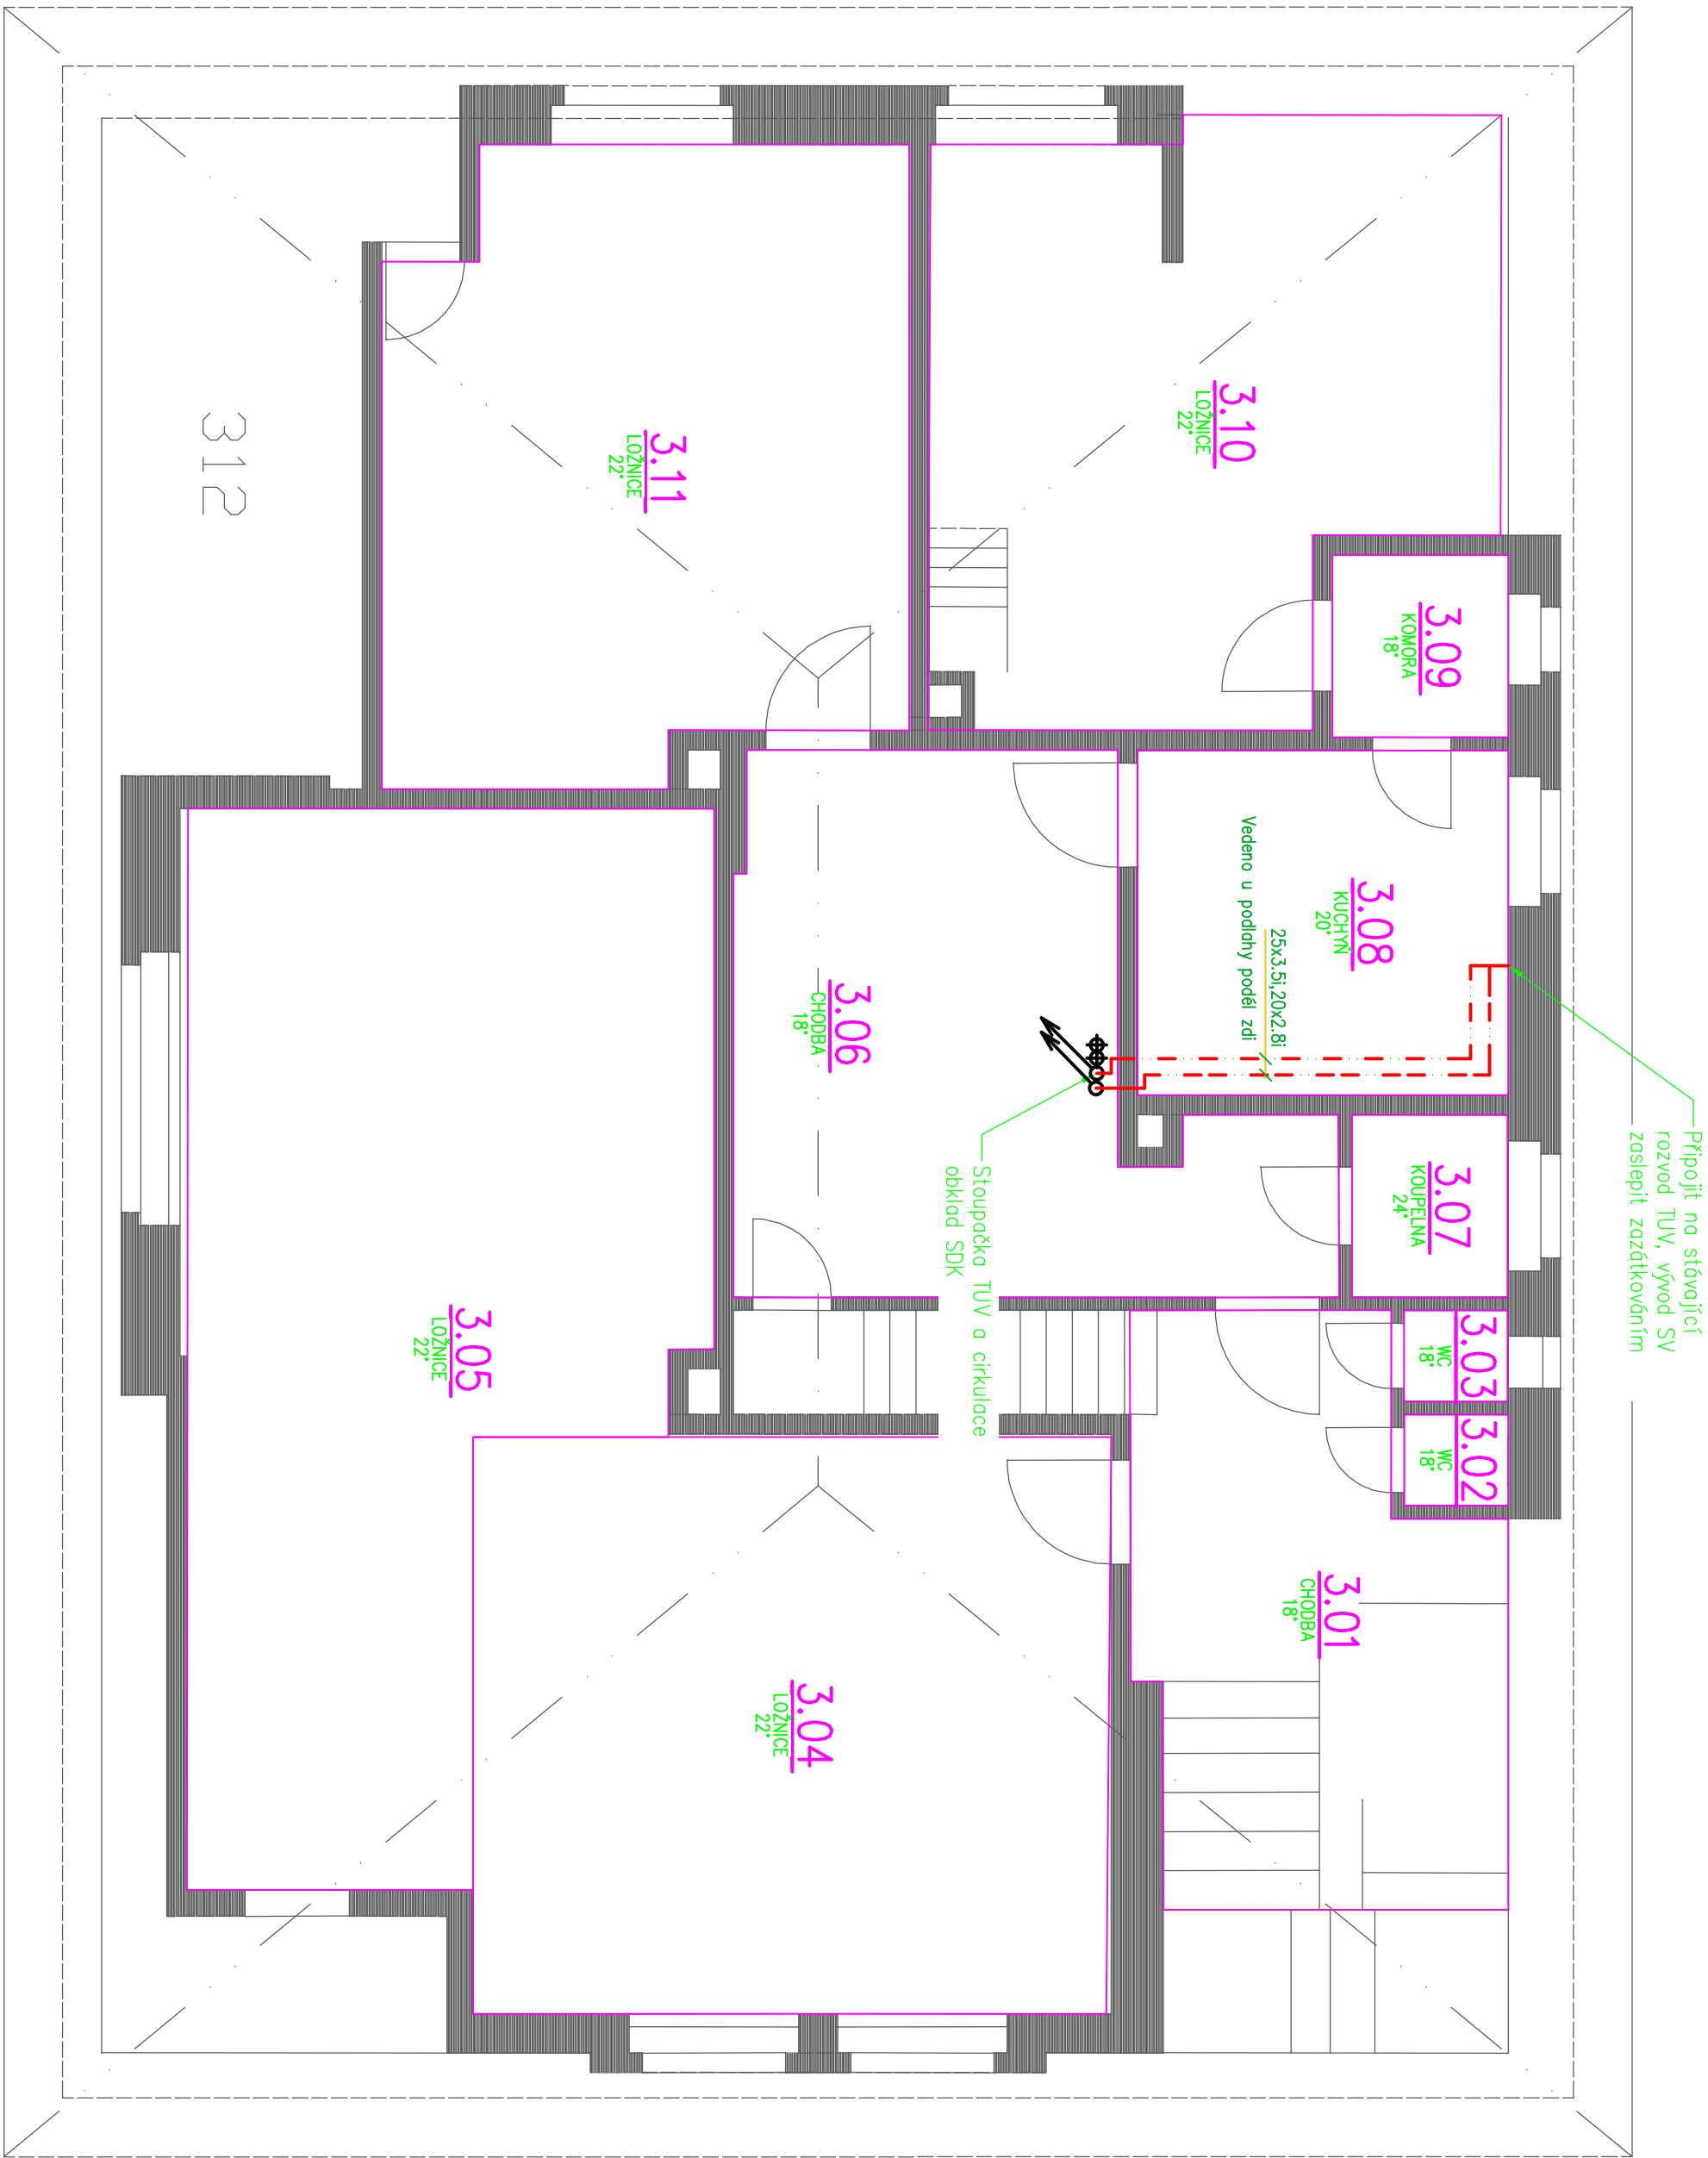 Připojit na stávající
rozvod TUV, vývod SV
zaslepit zazátkováním
3.10
LOŽNICE
22°
3.09
KOMORA
18°
3.11
LOŽNICE
22°
312
3.08
KUCHYŇ
20°
25x3.5i,20x2.8i
Vedeno u podlahy podél zdi
3.06
CHODBA
18°
3.07
KOUPELNA
24°
Stoupačka TUV a cirkulace
obklad SDK
3.03
WC
18°
3.02
WC
18°
3.05
LOŽNICE
22°
3.01
CHODBA
18°
3.04
LOŽNICE
22°